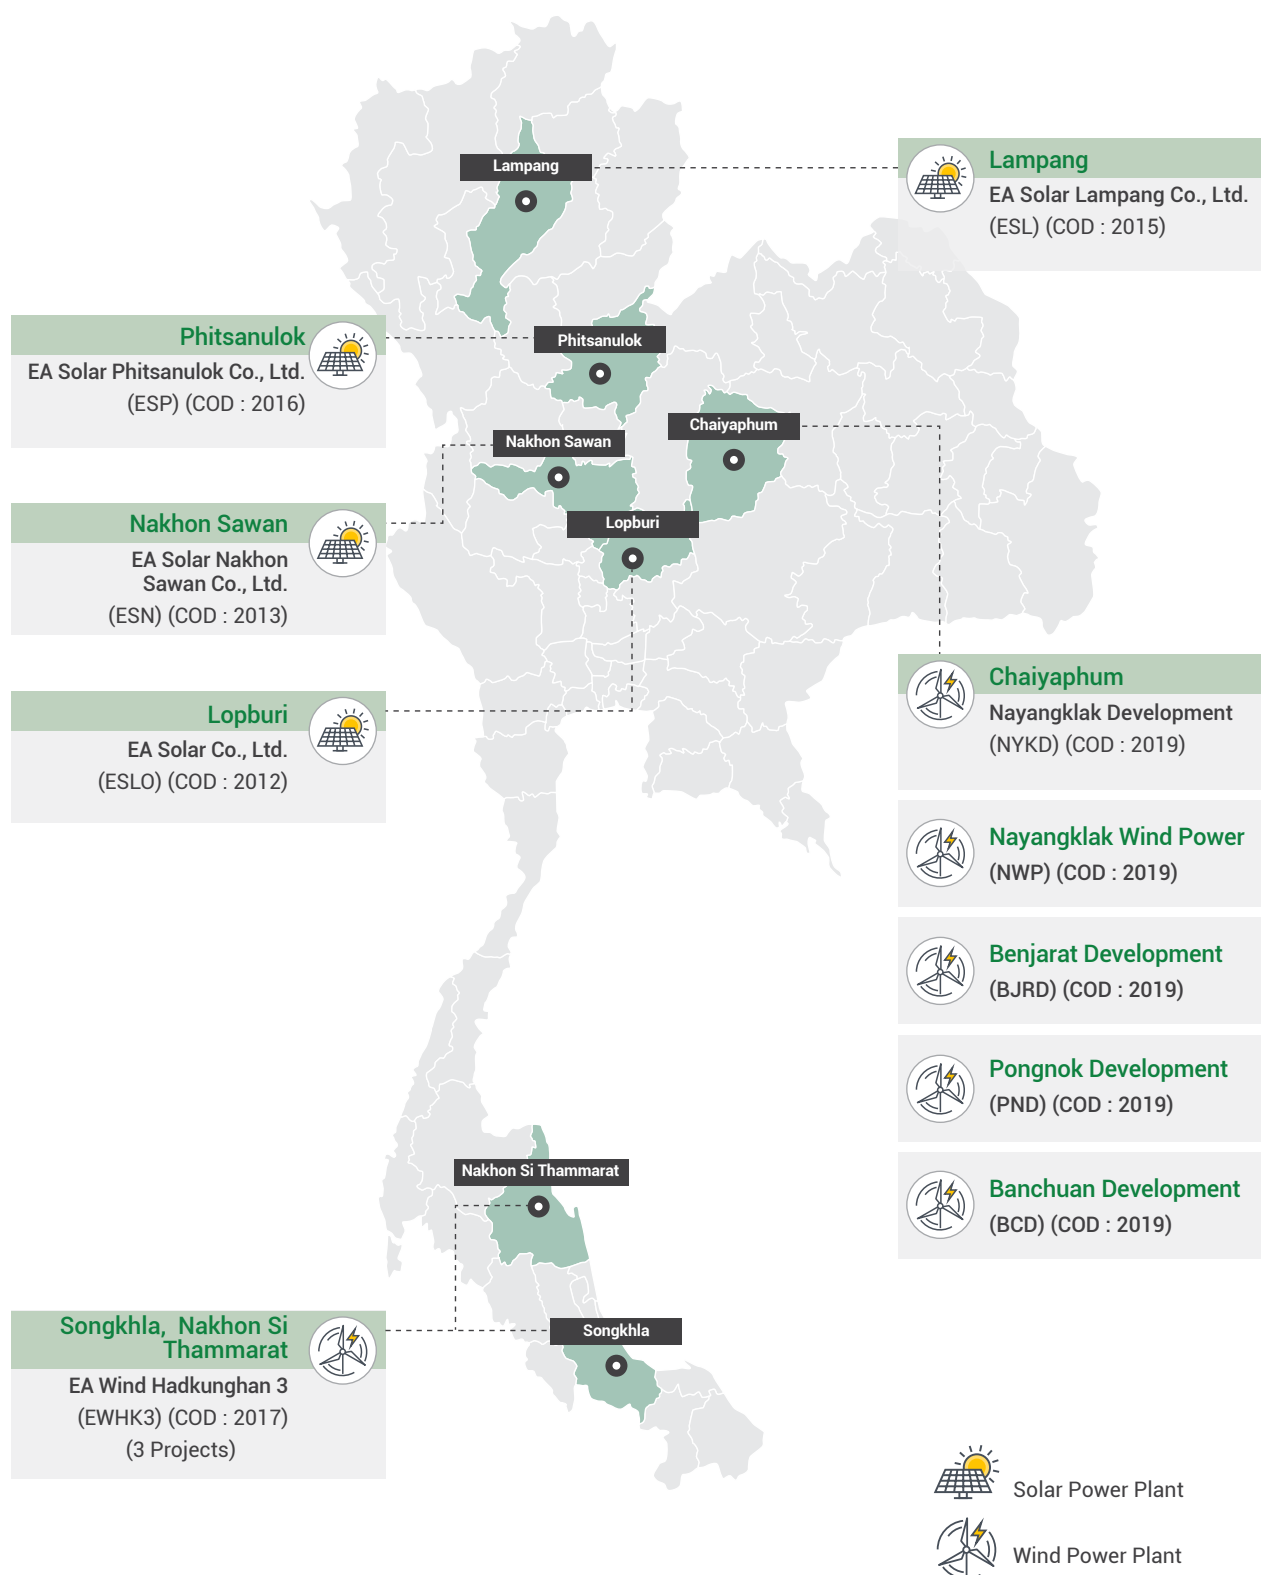 Lampang
Lampang
EA Solar Lampang Co., Ltd.
(ESL) (COD : 2015)
Phitsanulok
EA Solar Phitsanulok Co., Ltd.
(ESP) (COD : 2016)
Phitsanulok
Chaiyaphum
Nakhon Sawan
Nakhon Sawan
EA Solar Nakhon
Sawan Co., Ltd.
(ESN) (COD : 2013)
Lopburi
Lopburi
EA Solar Co., Ltd.
(ESLO) (COD : 2012)
Chaiyaphum
Nayangklak Development
(NYKD) (COD : 2019)
Nayangklak Wind Power
(NWP) (COD : 2019)
Benjarat Development
(BJRD) (COD : 2019)
Pongnok Development
(PND) (COD : 2019)
Banchuan Development
(BCD) (COD : 2019)
Nakhon Si Thammarat
Songkhla, Nakhon Si
Thammarat
EA Wind Hadkunghan 3
(EWHK3) (COD : 2017)
(3 Projects)
Songkhla
Solar Power Plant
Wind Power Plant